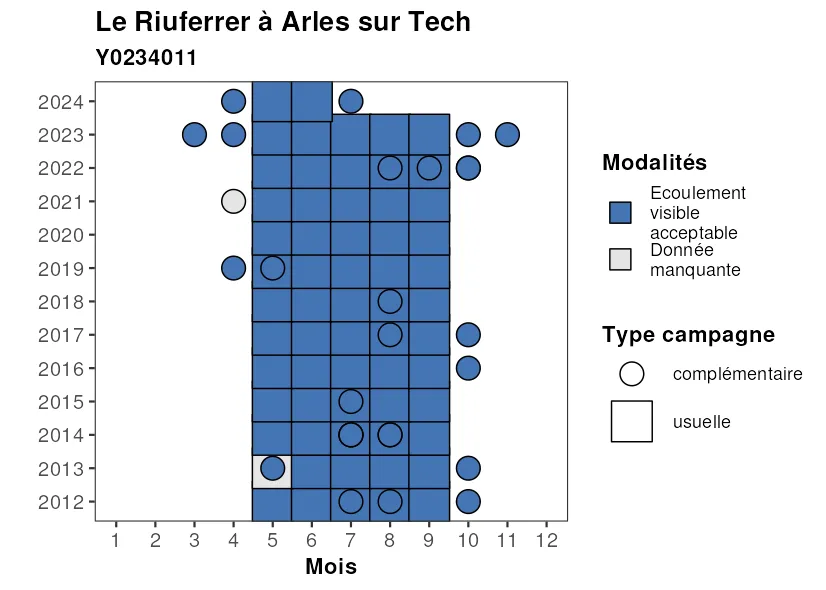 Le Riuferrer à Arles sur Tech
Y0234011
2024
2023
2022
2021
2020
2019
2018
2017
2016
2015
2014
2013
2012
1 2 3 4 5 6 7 8 9 10 11 12
Mois
Modalités
Ecoulement
visible
acceptable
Donnée
manquante
Type campagne
complémentaire
usuelle